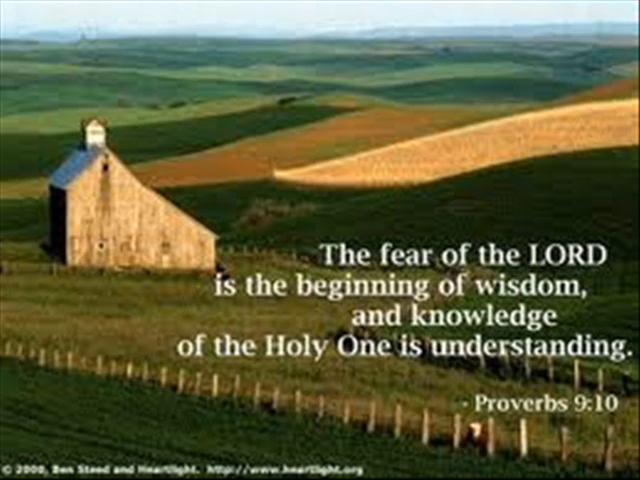 The fear of the LORD
is the beginning of wisdom,
and knowledge
of the Holy One is understanding.
- Proverbs 9:10
© 2000, Ben Steed and Heartlight. http://www.heartlight.org